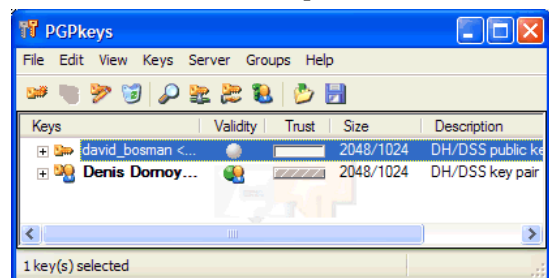 PGPkeys
File Edit View Keys Server Groups Help
Keys Validity Trust Size Description
david_bosman <... 2048/1024 DH/DSS public ke
Denis Dornoy... 2048/1024 DH/DSS key pair
1 key(s) selected